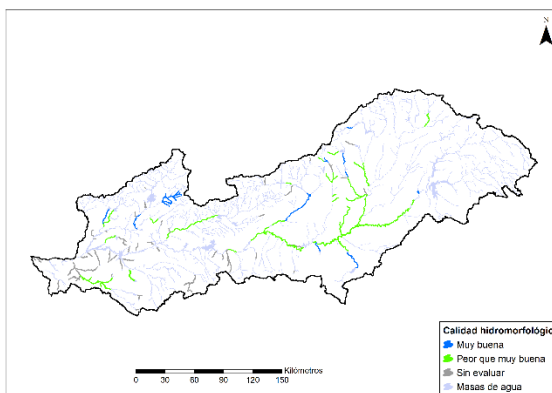 N
Calidad hidromorfológic
Muy buena
Peor que muy buena
Sin evaluar
Masas de agua
Kilómetros
0 30 60 90 120 150